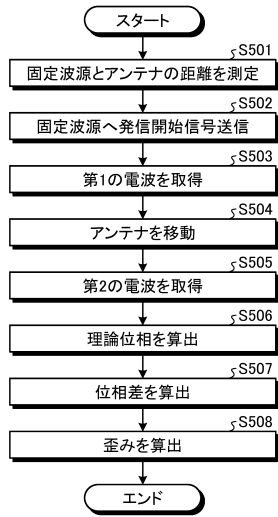 スタート
S501
固定波源とアンテナの距離を測定
S502
固定波源へ発信開始信号送信
S503
第1の電波を取得
S504
アンテナを移動
S505
第2の電波を取得
S506
理論位相を算出
S507
位相差を算出
S508
歪みを算出
エンド